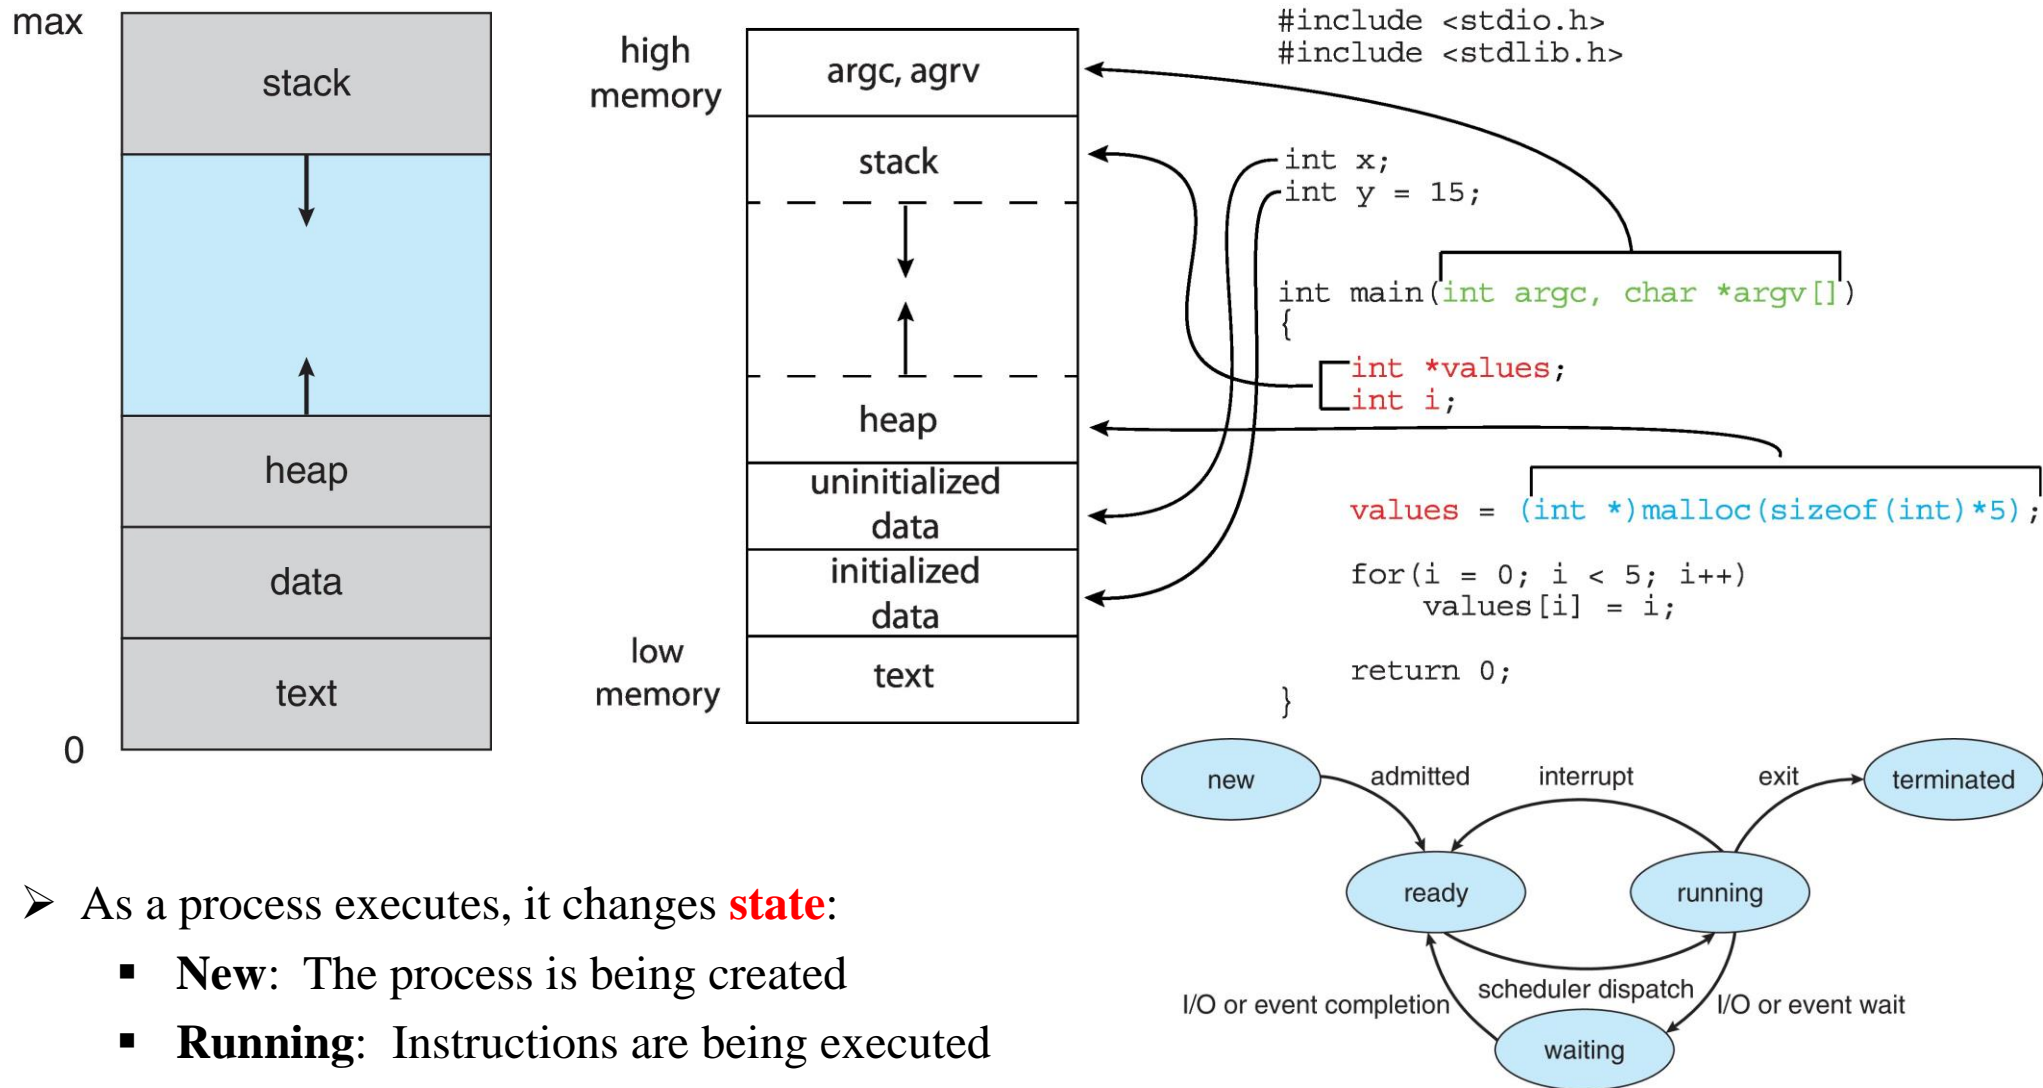 max
stack
heap
data
text
0
high
memory
argc, agrv
stack
heap
uninitialized
data
initialized
data
low
memory
text
#include <stdio.h>
#include <stdlib.h>
int x;
int y = 15;
int main(int argc, char *argv[])
{
int *values;
int i;
values = (int *)malloc(sizeof(int)*5);
for(i = 0; i < 5; i++)
values[i] = i;
return 0;
}
new
admitted
interrupt
exit
terminated
ready
running
I/O or event completion
scheduler dispatch
I/O or event wait
waiting
➢ As a process executes, it changes state:
▪ New: The process is being created
▪ Running: Instructions are being executed